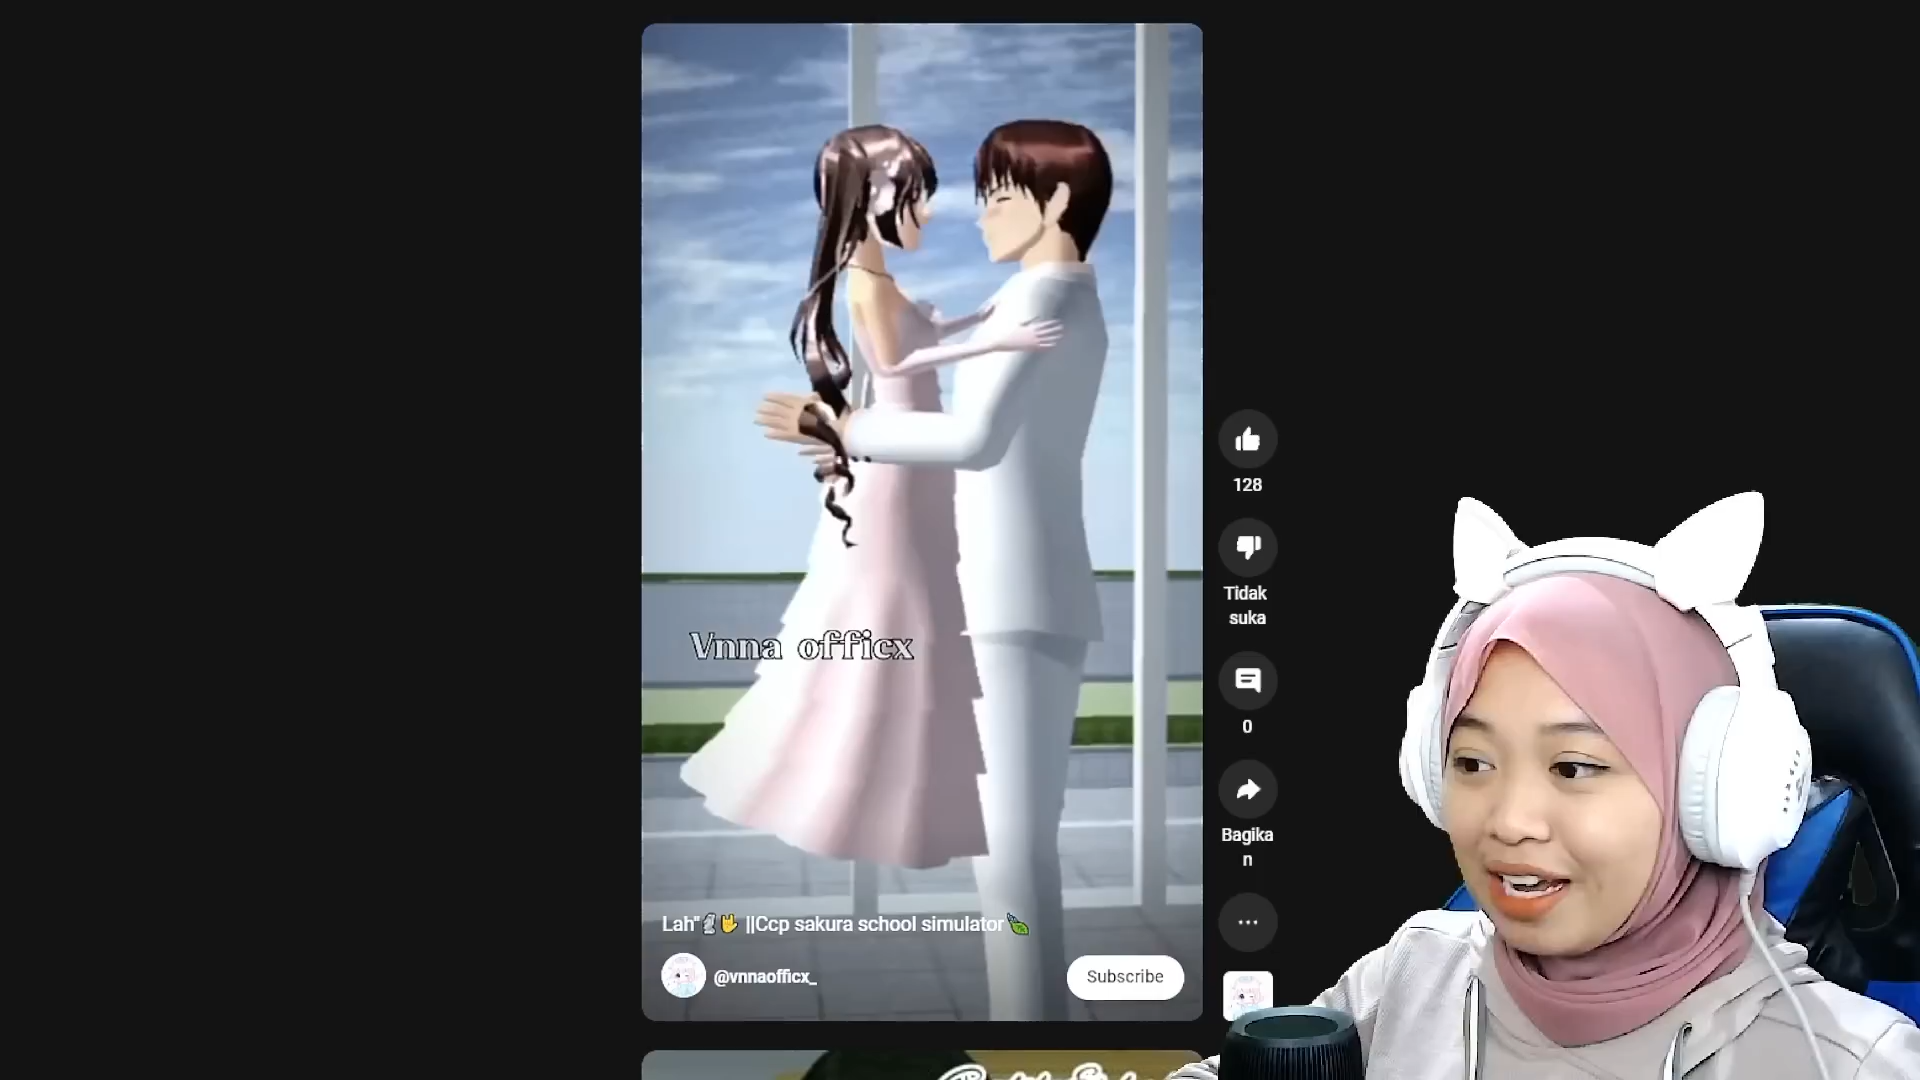 Vnna officx
Lah" ||Ccp sakura school simulator
@vnnaofficx_
Subscribe
128
Tidak
suka
0
Bagika
n